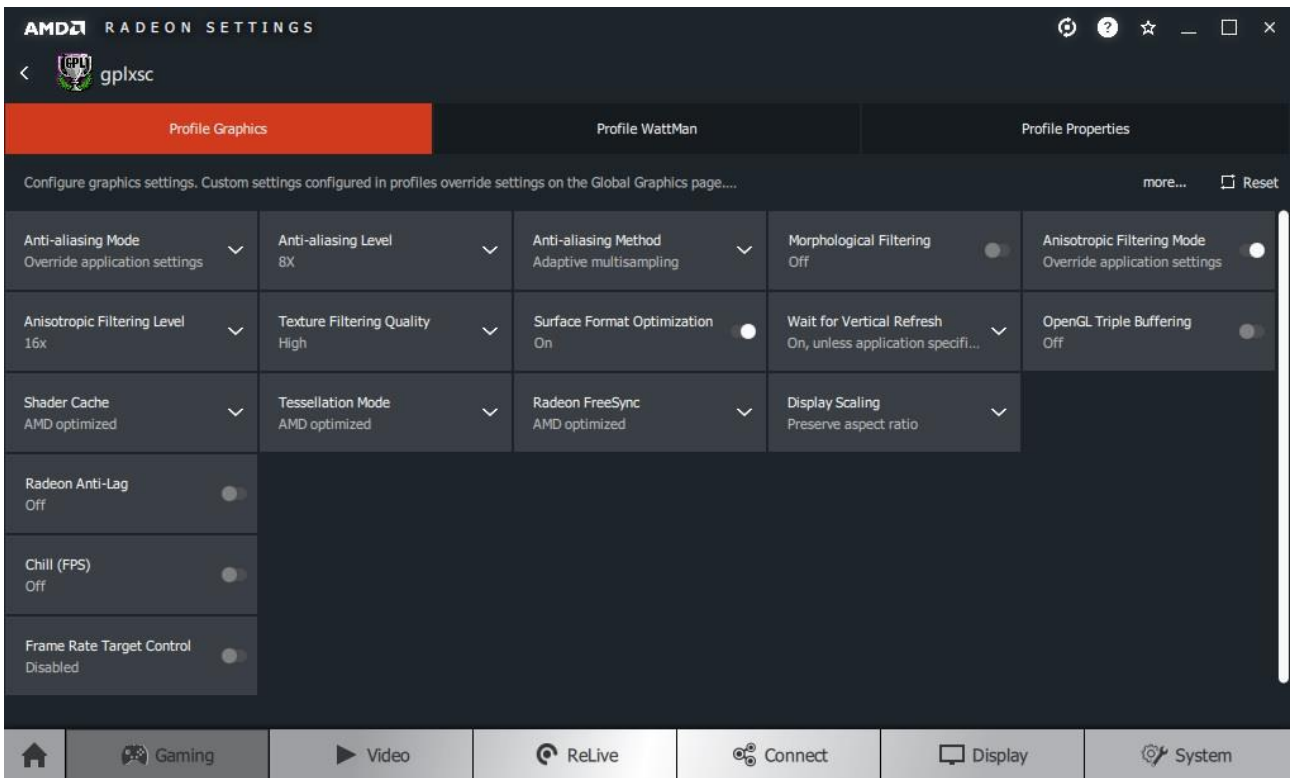 AMD RADEON SETTINGS
GPL gplxsc
Profile Graphics Profile WattMan Profile Properties
Configure graphics settings. Custom settings configured in profiles override settings on the Global Graphics page.... more... Reset
Anti-aliasing Mode
Override application settings
Anti-aliasing Level
8X
Anti-aliasing Method
Adaptive multisampling
Morphological Filtering
Off
Anisotropic Filtering Mode
Override application settings
Anisotropic Filtering Level
16x
Texture Filtering Quality
High
Surface Format Optimization
On
Wait for Vertical Refresh
On, unless application specifi...
OpenGL Triple Buffering
Off
Shader Cache
AMD optimized
Tessellation Mode
AMD optimized
Radeon FreeSync
AMD optimized
Display Scaling
Preserve aspect ratio
Radeon Anti-Lag
Off
Chill (FPS)
Off
Frame Rate Target Control
Disabled
Gaming Video ReLive Connect Display System